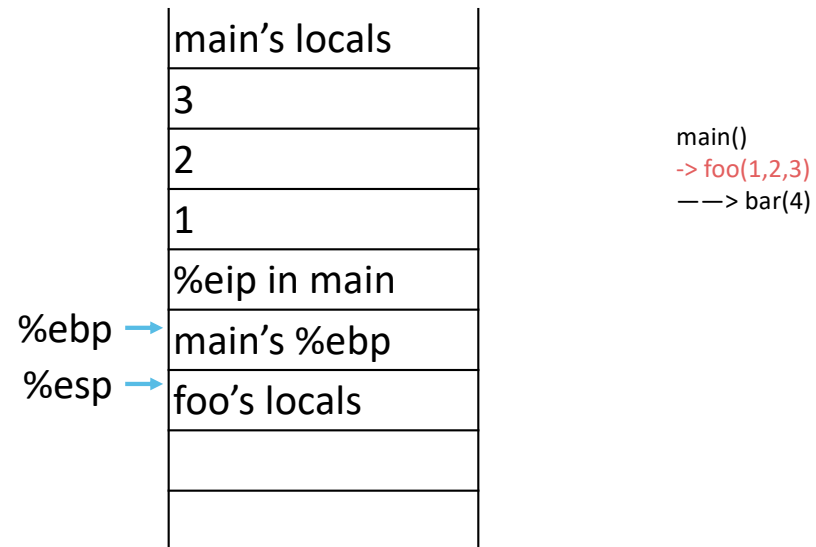 main’s locals
3
2
1
%eip in main
%ebp
main’s %ebp
%esp
foo’s locals
main()
-> foo(1,2,3)
——> bar(4)